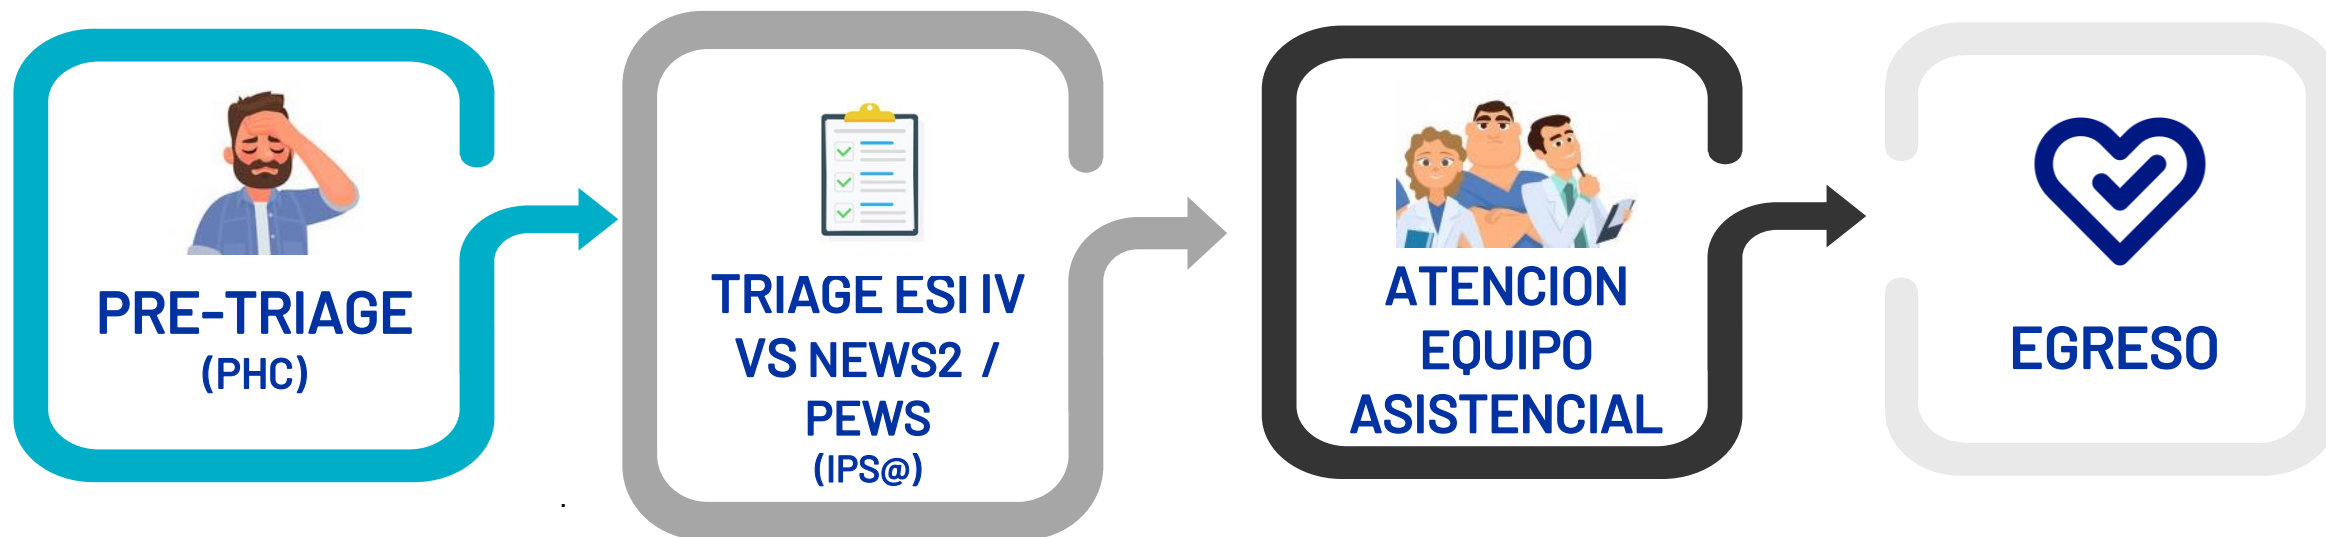 PRE-TRIAGE
(PHC)
.
TRIAGE ESI IV
VS NEWS2 /
PEWS
(IPS@)
ATENCION
EQUIPO
ASISTENCIAL
EGRESO